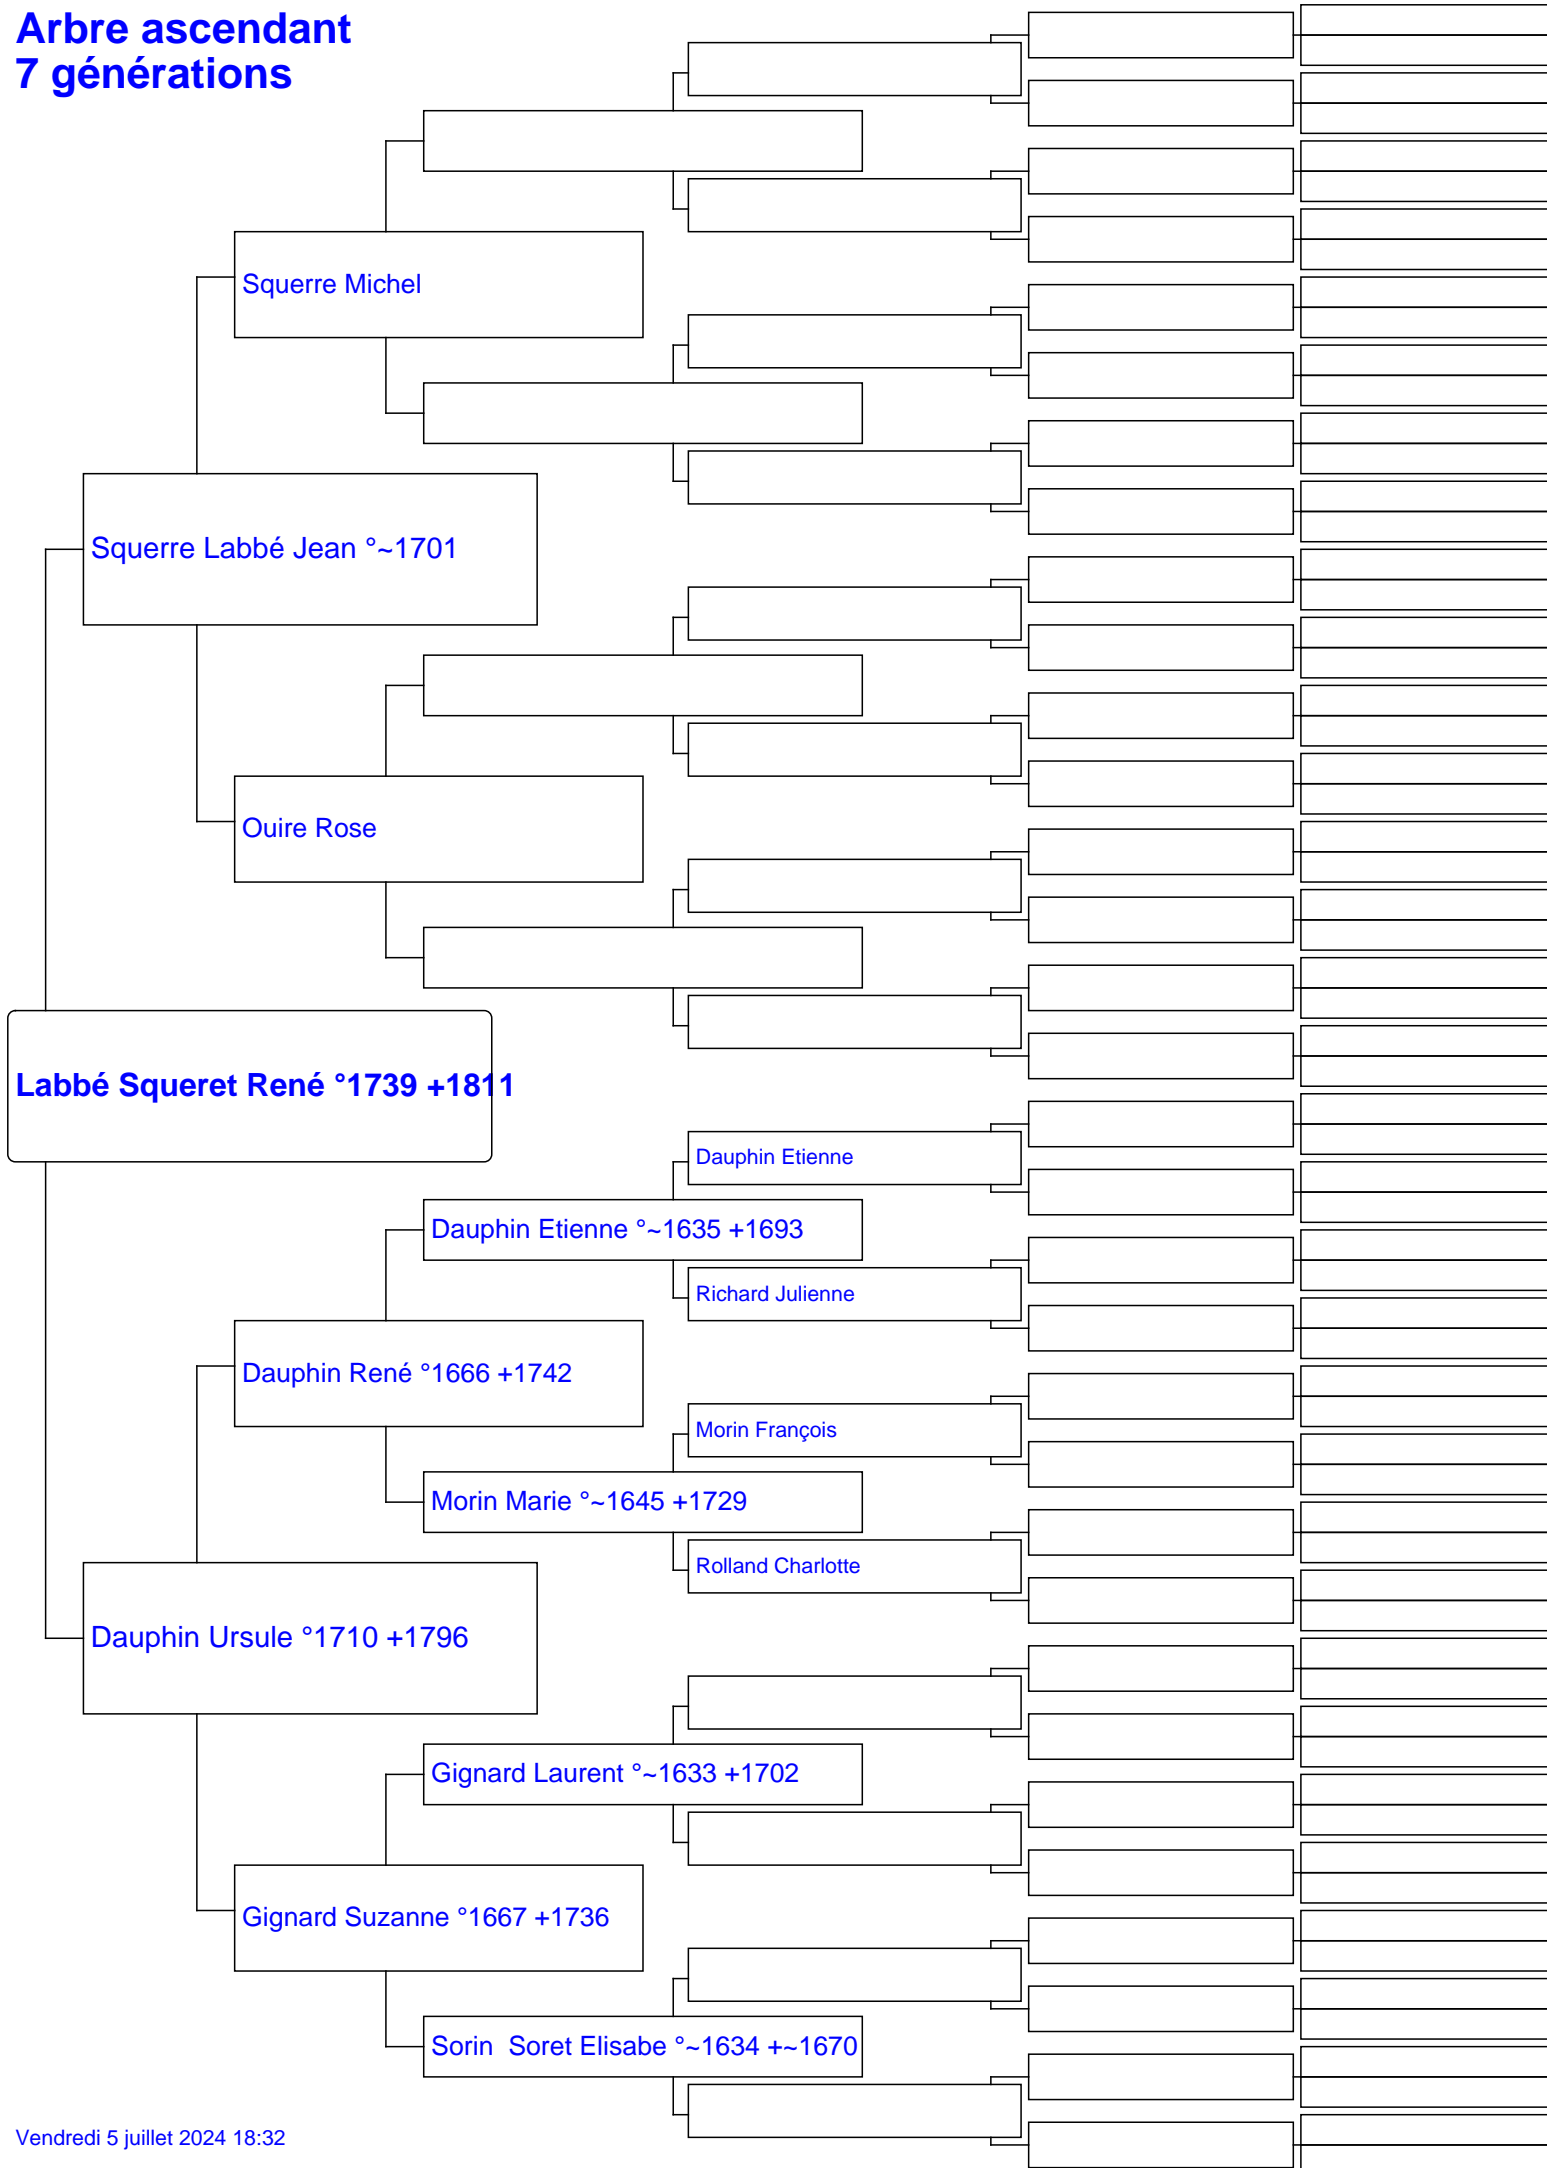 Arbre ascendant
7 générations
Squerre Michel
Squerre Labbé Jean °~1701
Ouire Rose
Labbé Squeret René °1739 +1811
Dauphin Etienne
Dauphin Etienne °~1635 +1693
Richard Julienne
Dauphin René °1666 +1742
Morin François
Morin Marie °~1645 +1729
Rolland Charlotte
Dauphin Ursule °1710 +1796
Gignard Laurent °~1633 +1702
Gignard Suzanne °1667 +1736
Sorin  Soret Elisabe °~1634 +~1670
Vendredi 5 juillet 2024 18:32